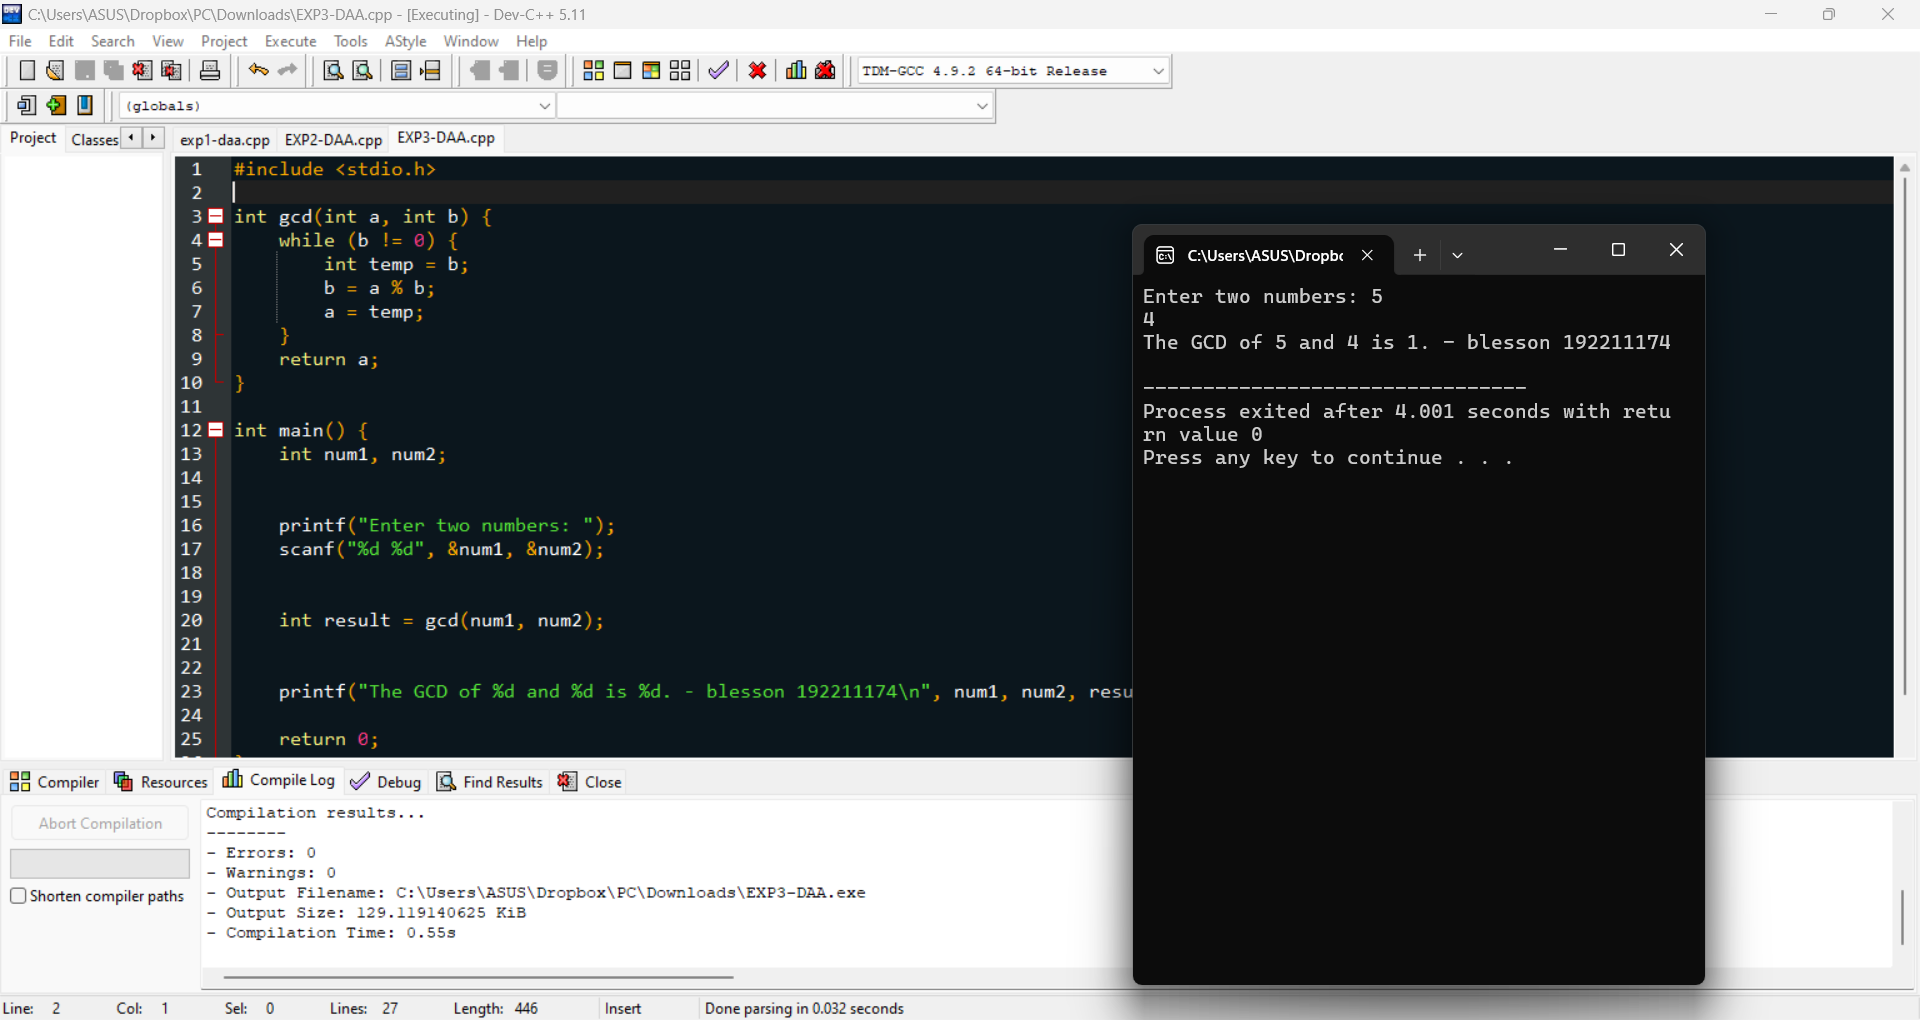 C:\Users\ASUS\Dropbox\PC\Downloads\EXP3-DAA.cpp - [Executing] - Dev-C++ 5.11
File Edit Search View Project Execute Tools AStyle Window Help
TDM-GCC 4.9.2 64-bit Release
(globals)
Project Classes exp1-daa.cpp EXP2-DAA.cpp EXP3-DAA.cpp
1 #include <stdio.h>
2
3 int gcd(int a, int b) {
4 while (b != 0) {
5 int temp = b;
6 b = a % b;
7 a = temp;
8 }
9 return a;
10 }
11
12 int main() {
13 int num1, num2;
14
15
16 printf("Enter two numbers: ");
17 scanf("%d %d", &num1, &num2);
18
19
20 int result = gcd(num1, num2);
21
22
23 printf("The GCD of %d and %d is %d. - blesson 192211174\n", num1, num2, resu
24
25 return 0;
C:\Users\ASUS\Dropbo
Enter two numbers: 5
4
The GCD of 5 and 4 is 1. - blesson 192211174
--------------------------------
Process exited after 4.001 seconds with retu
rn value 0
Press any key to continue . . .
Compiler Resources Compile Log Debug Find Results Close
Abort Compilation
Shorten compiler paths
Compilation results...
--------
- Errors: 0
- Warnings: 0
- Output Filename: C:\Users\ASUS\Dropbox\PC\Downloads\EXP3-DAA.exe
- Output Size: 129.119140625 KiB
- Compilation Time: 0.55s
Line: 2 Col: 1 Sel: 0 Lines: 27 Length: 446 Insert Done parsing in 0.032 seconds